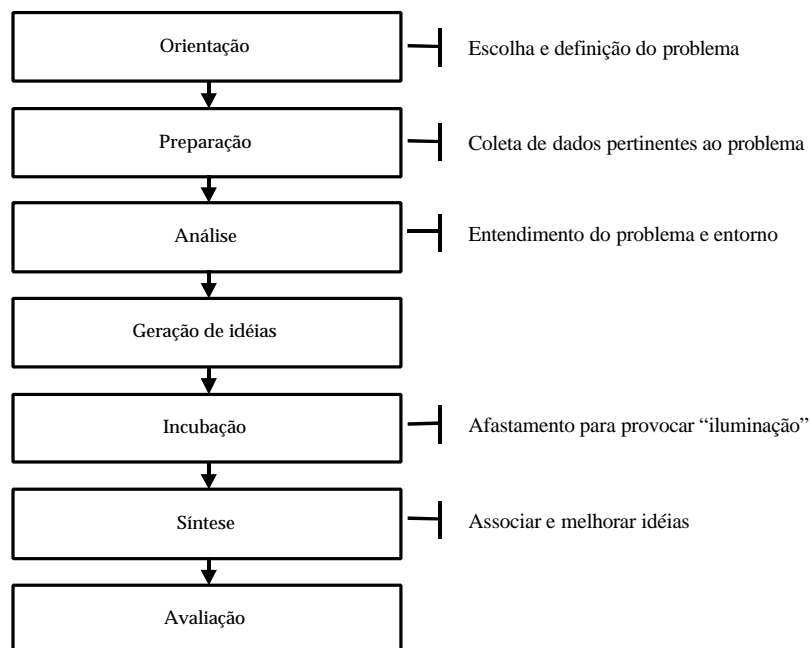 Orientação
Escolha e definição do problema
Preparação
Coleta de dados pertinentes ao problema
Análise
Entendimento do problema e entorno
Geração de idéias
Incubação
Afastamento para provocar “iluminação”
Síntese
Associar e melhorar idéias
Avaliação